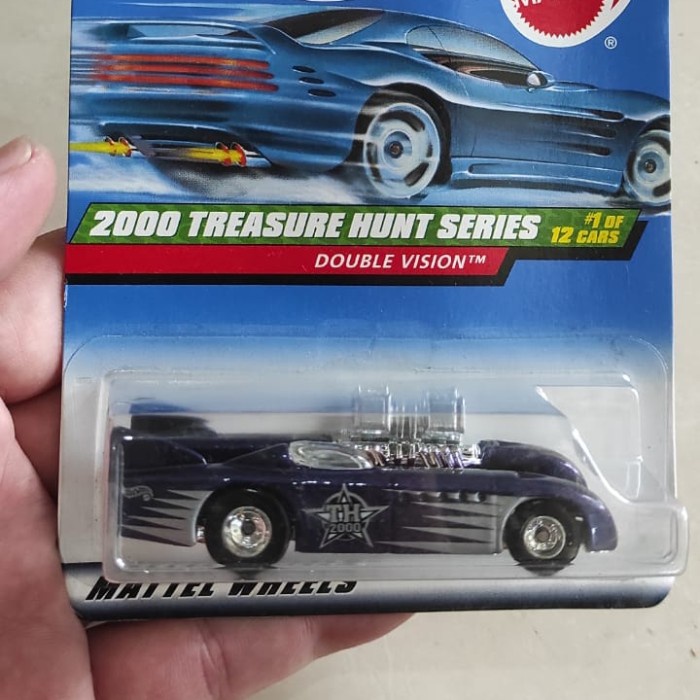 ®
2000 TREASURE HUNT SERIES
#1 OF
12 CARS
DOUBLE VISION™
TH
2000
MATTEL WHEELS